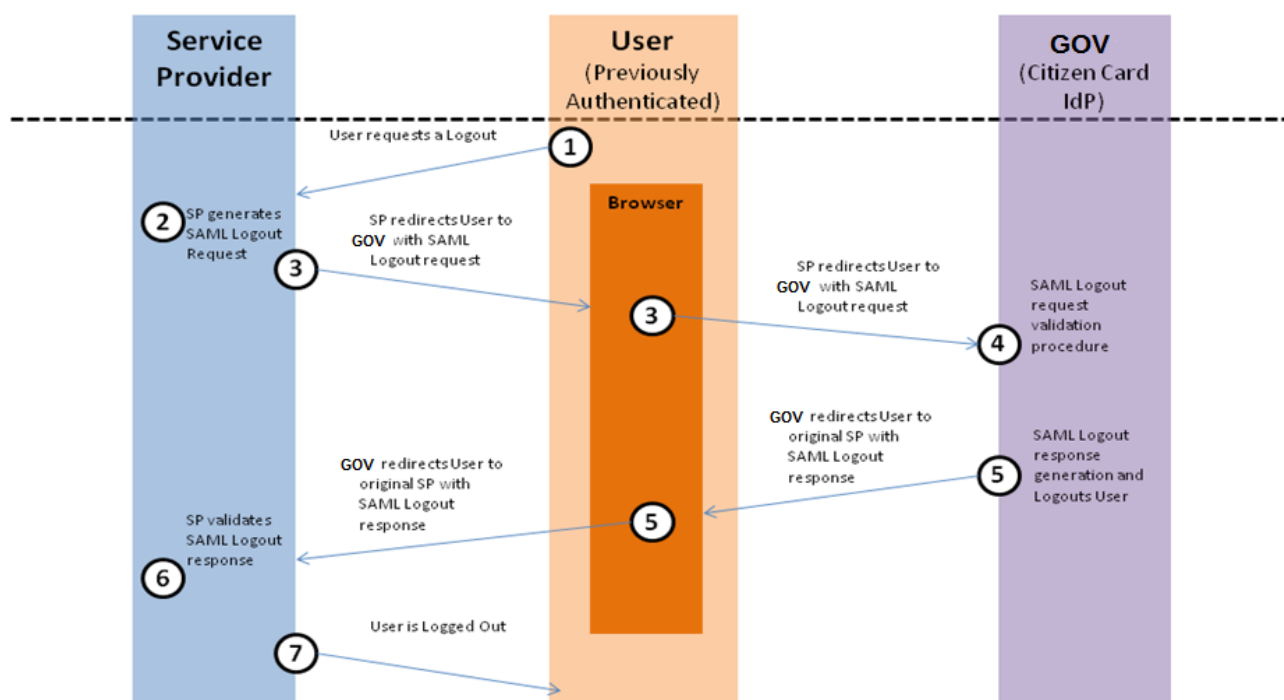 Service
Provider
User
(Previously
Authenticated)
GOV
(Citizen Card
IdP)
User requests a Logout
1
Browser
2
SP generates
SAML Logout
Request
3
SP redirects User to
GOV with SAML
Logout request
3
SP redirects User to
GOV with SAML
Logout request
4
SAML Logout
request
validation
procedure
GOV redirects User to
original SP with
SAML Logout
response
5
SAML Logout
response
generation and
Logouts User
GOV redirects User to
original SP with
SAML Logout
response
5
SP validates
SAML Logout
response
6
User is Logged Out
7